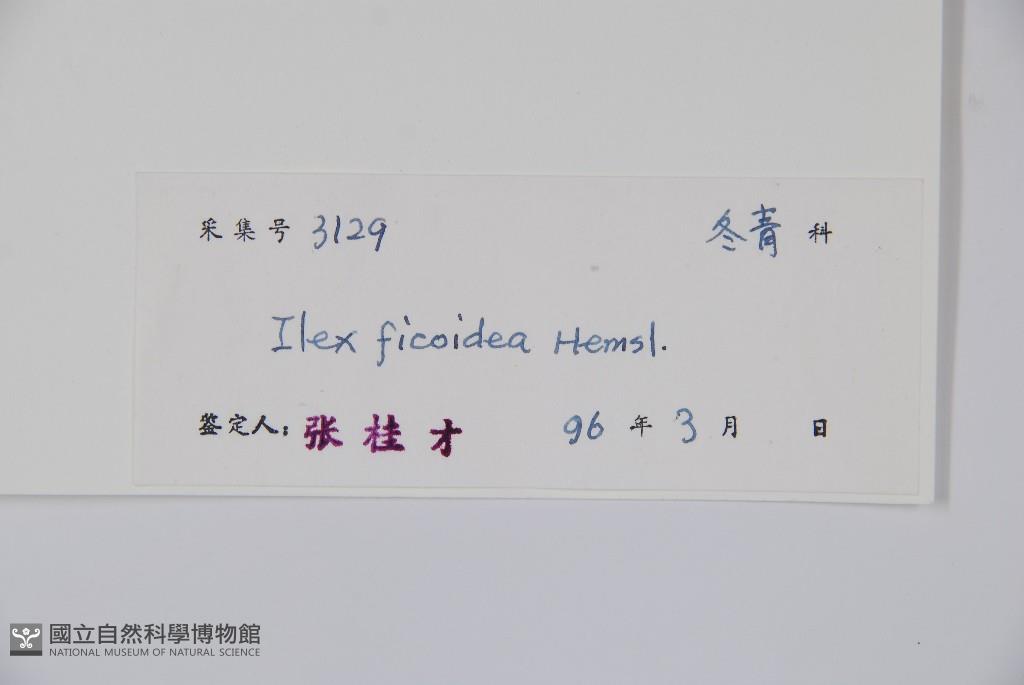 采集号 3129 冬青 科
Ilex ficoidea Hemsl.
鉴定人: 张桂才 96 年 3 月 日
國立自然科學博物館
NATIONAL MUSEUM OF NATURAL SCIENCE